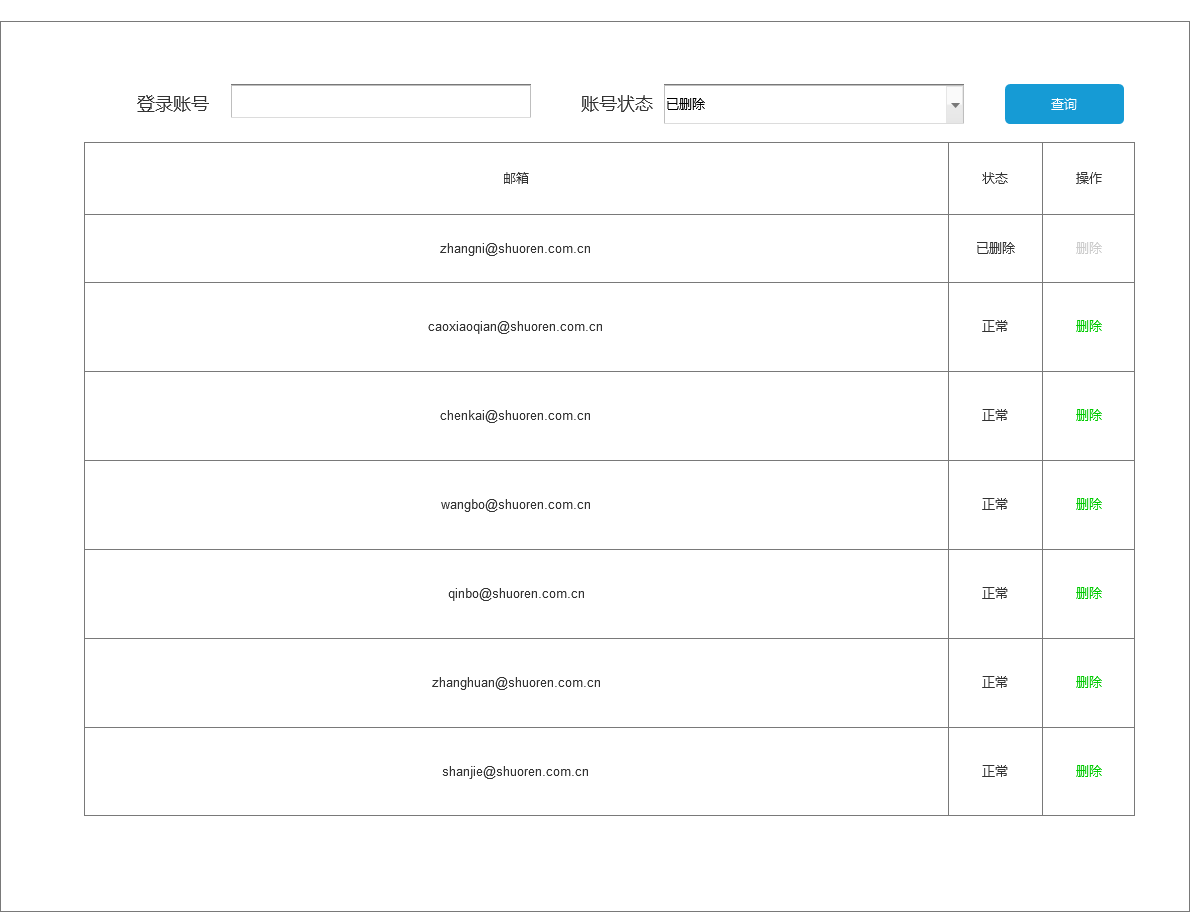 登录账号 账号状态 已删除 查询
邮箱 状态 操作
zhangni@shuoren.com.cn 已删除 删除
caoxiaoqian@shuoren.com.cn 正常 删除
chenkai@shuoren.com.cn 正常 删除
wangbo@shuoren.com.cn 正常 删除
qinbo@shuoren.com.cn 正常 删除
zhanghuan@shuoren.com.cn 正常 删除
shanjie@shuoren.com.cn 正常 删除